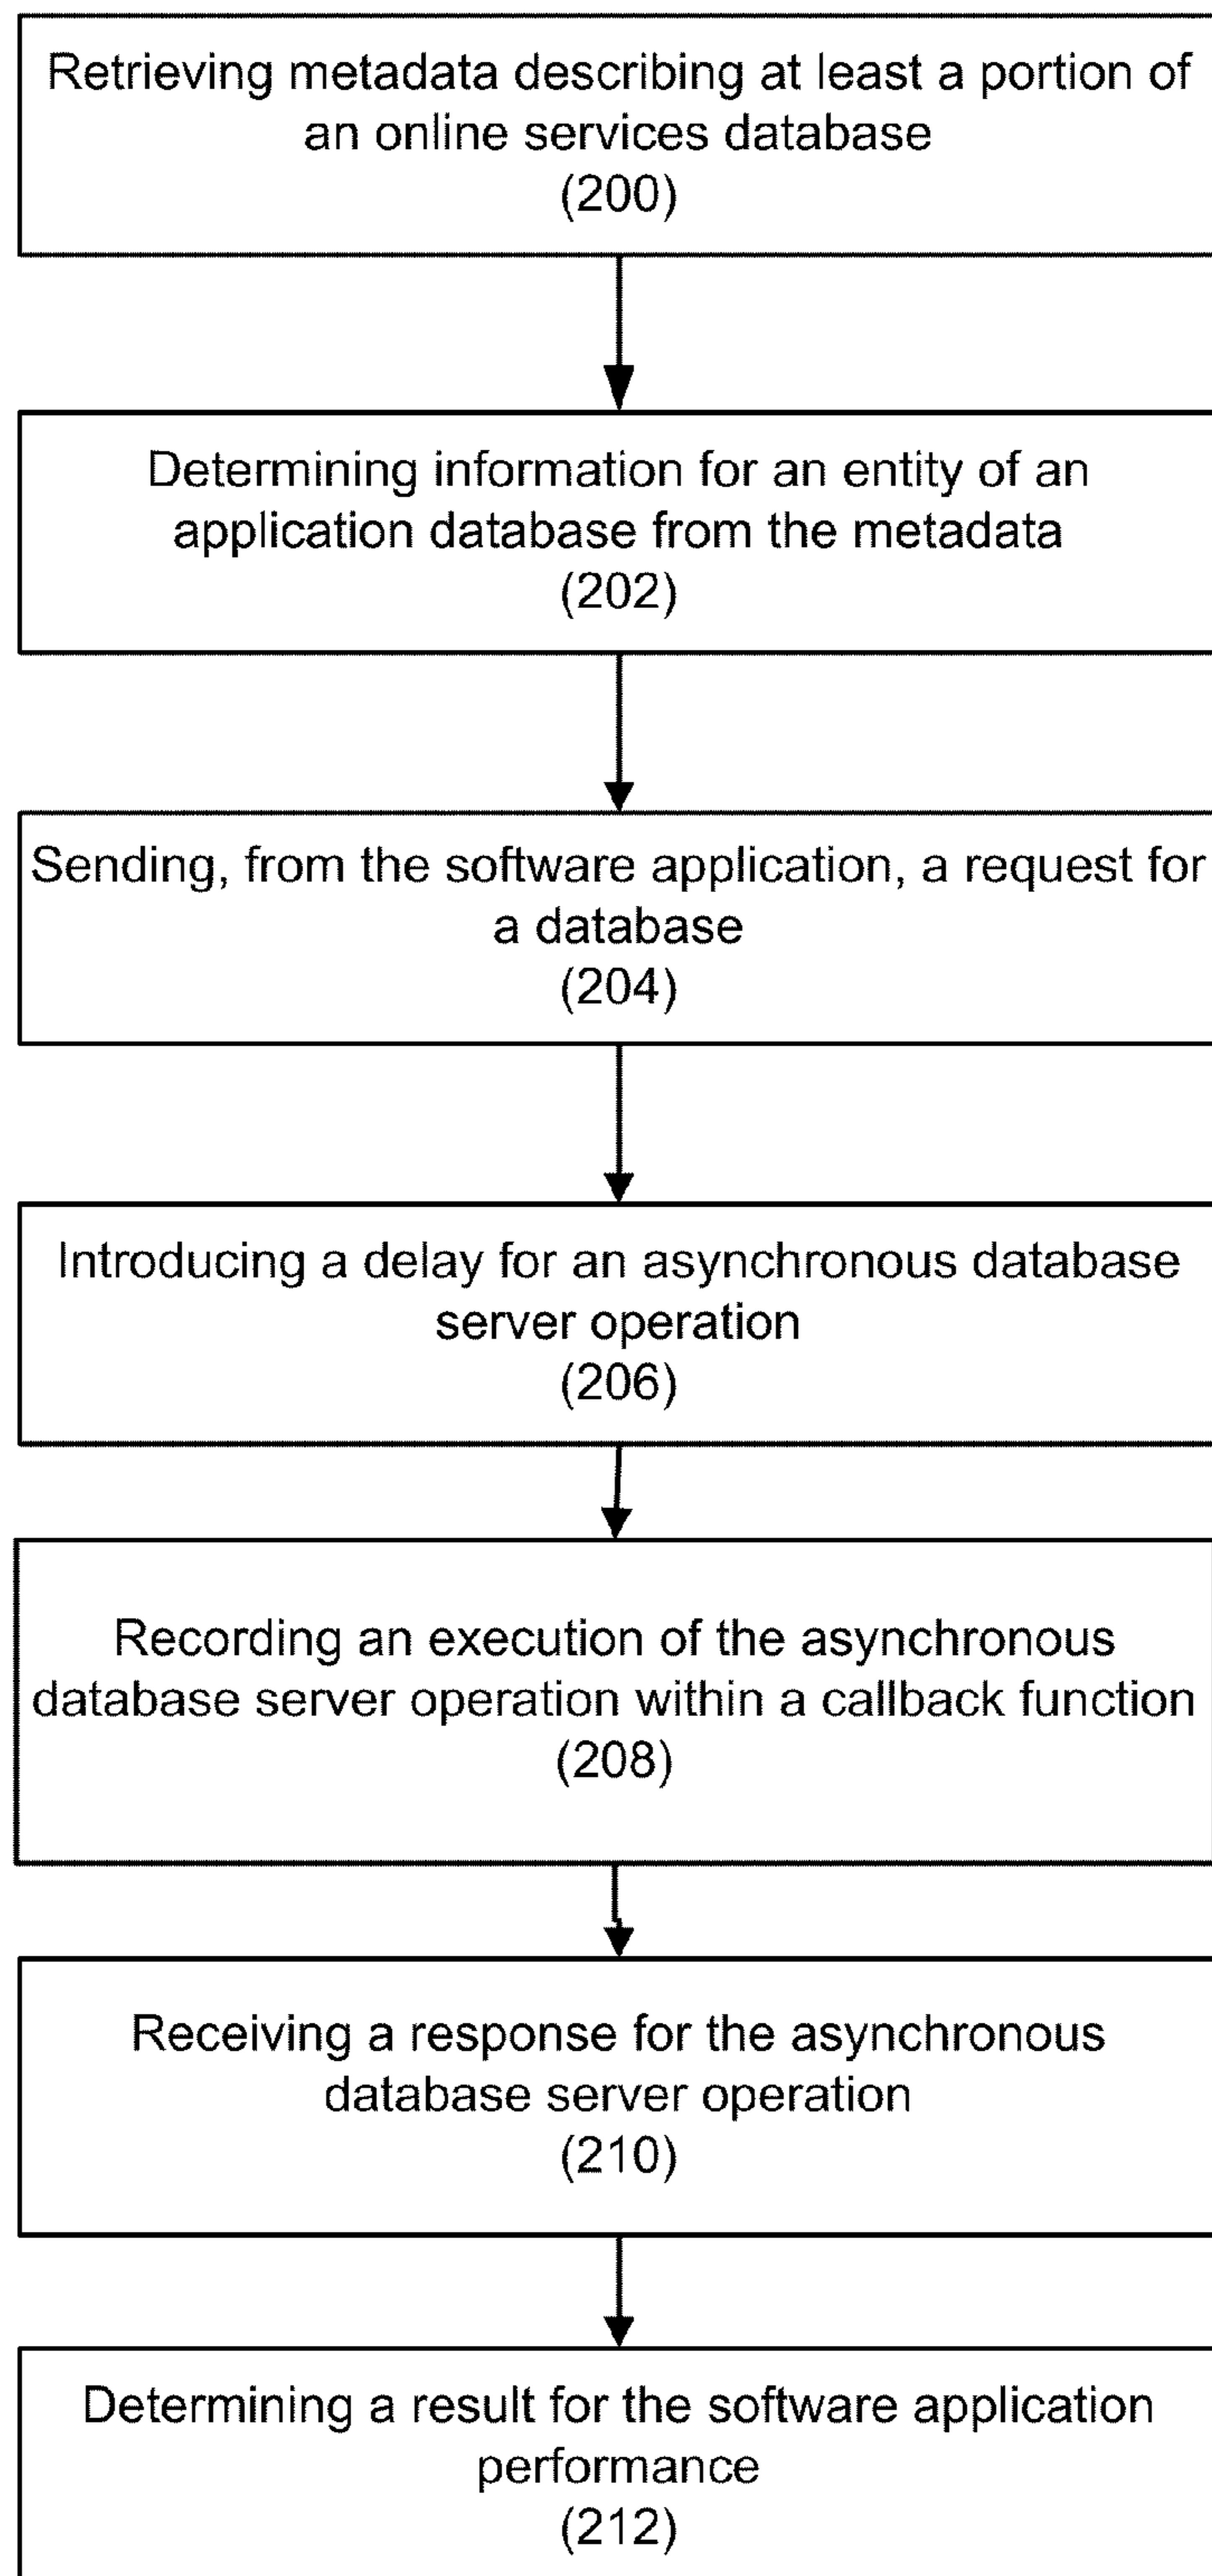 Retrieving metadata describing at least a portion of
an online services database
(200)
Determining information for an entity of an
application database from the metadata
(202)
Sending, from the software application, a request for
a database
(204)
Introducing a delay for an asynchronous database
server operation
(206)
Recording an execution of the asynchronous
database server operation within a callback function
(208)
Receiving a response for the asynchronous
database server operation
(210)
Determining a result for the software application
performance
(212)